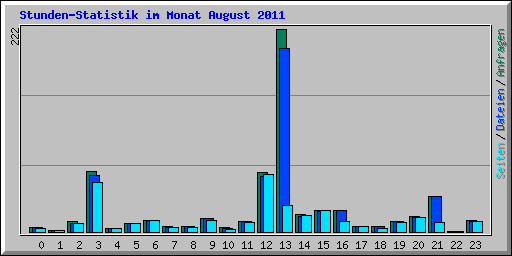 Stunden-Statistik im Monat August 2011
222
Seiten/Dateien/Anfragen
0 1 2 3 4 5 6 7 8 9 10 11 12 13 14 15 16 17 18 19 20 21 22 23